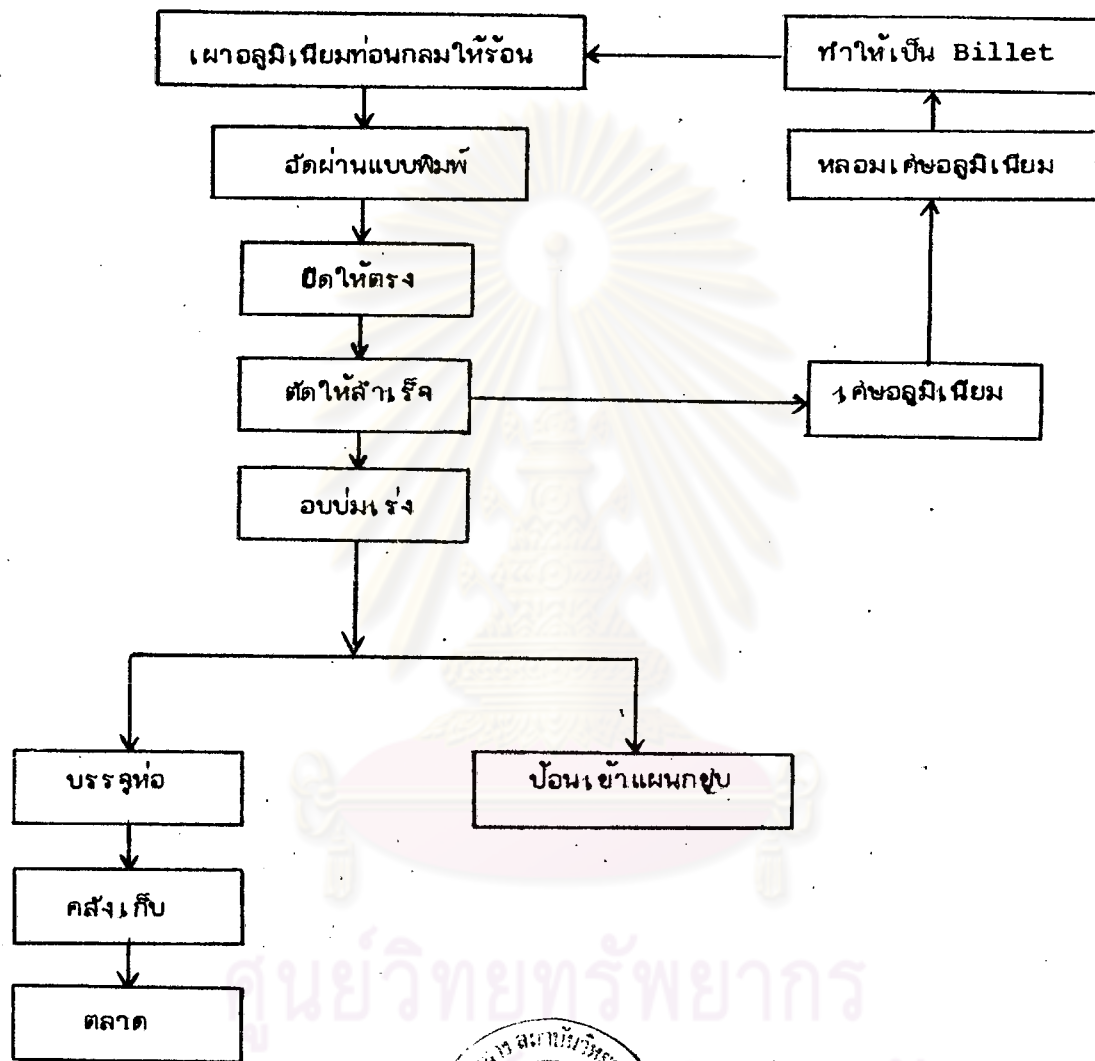 เผาอลูมิเนียมท่อนกลมให้ร้อน
ทำให้เป็น Billet
อัดผ่านแบบพิมพ์
หลอมเศษอลูมิเนียม
ยืดให้ตรง
ตัดให้สำเร็จ
เศษอลูมิเนียม
อบบ่มเร่ง
บรรจุห่อ
ป้อนเข้าแผนกชุบ
คลังเก็บ
ตลาด
ศูนย์วิทยทรัพยากร